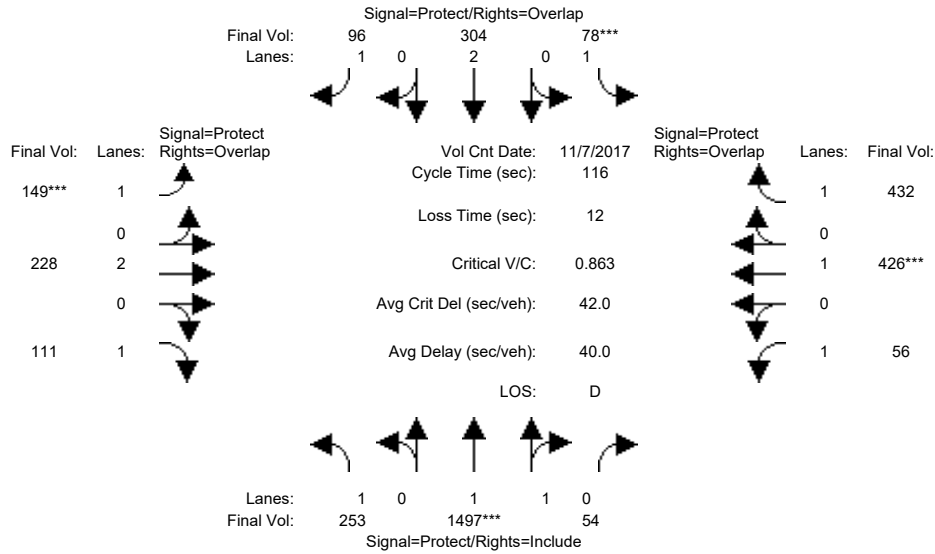 Signal=Protect/Rights=Overlap
Final Vol: 96 304 78***
Lanes: 1 0 2 0 1
Signal=Protect Signal=Protect
Final Vol: Lanes: Rights=Overlap Vol Cnt Date: 11/7/2017 Rights=Overlap Lanes: Final Vol:
Cycle Time (sec): 116
149*** 1 1 432
Loss Time (sec): 12
0 0
228 2 Critical V/C: 0.863 1 426***
0 Avg Crit Del (sec/veh): 42.0 0
111 1 Avg Delay (sec/veh): 40.0 1 56
LOS: D
Lanes: 1 0 1 1 0
Final Vol: 253 1497*** 54
Signal=Protect/Rights=Include